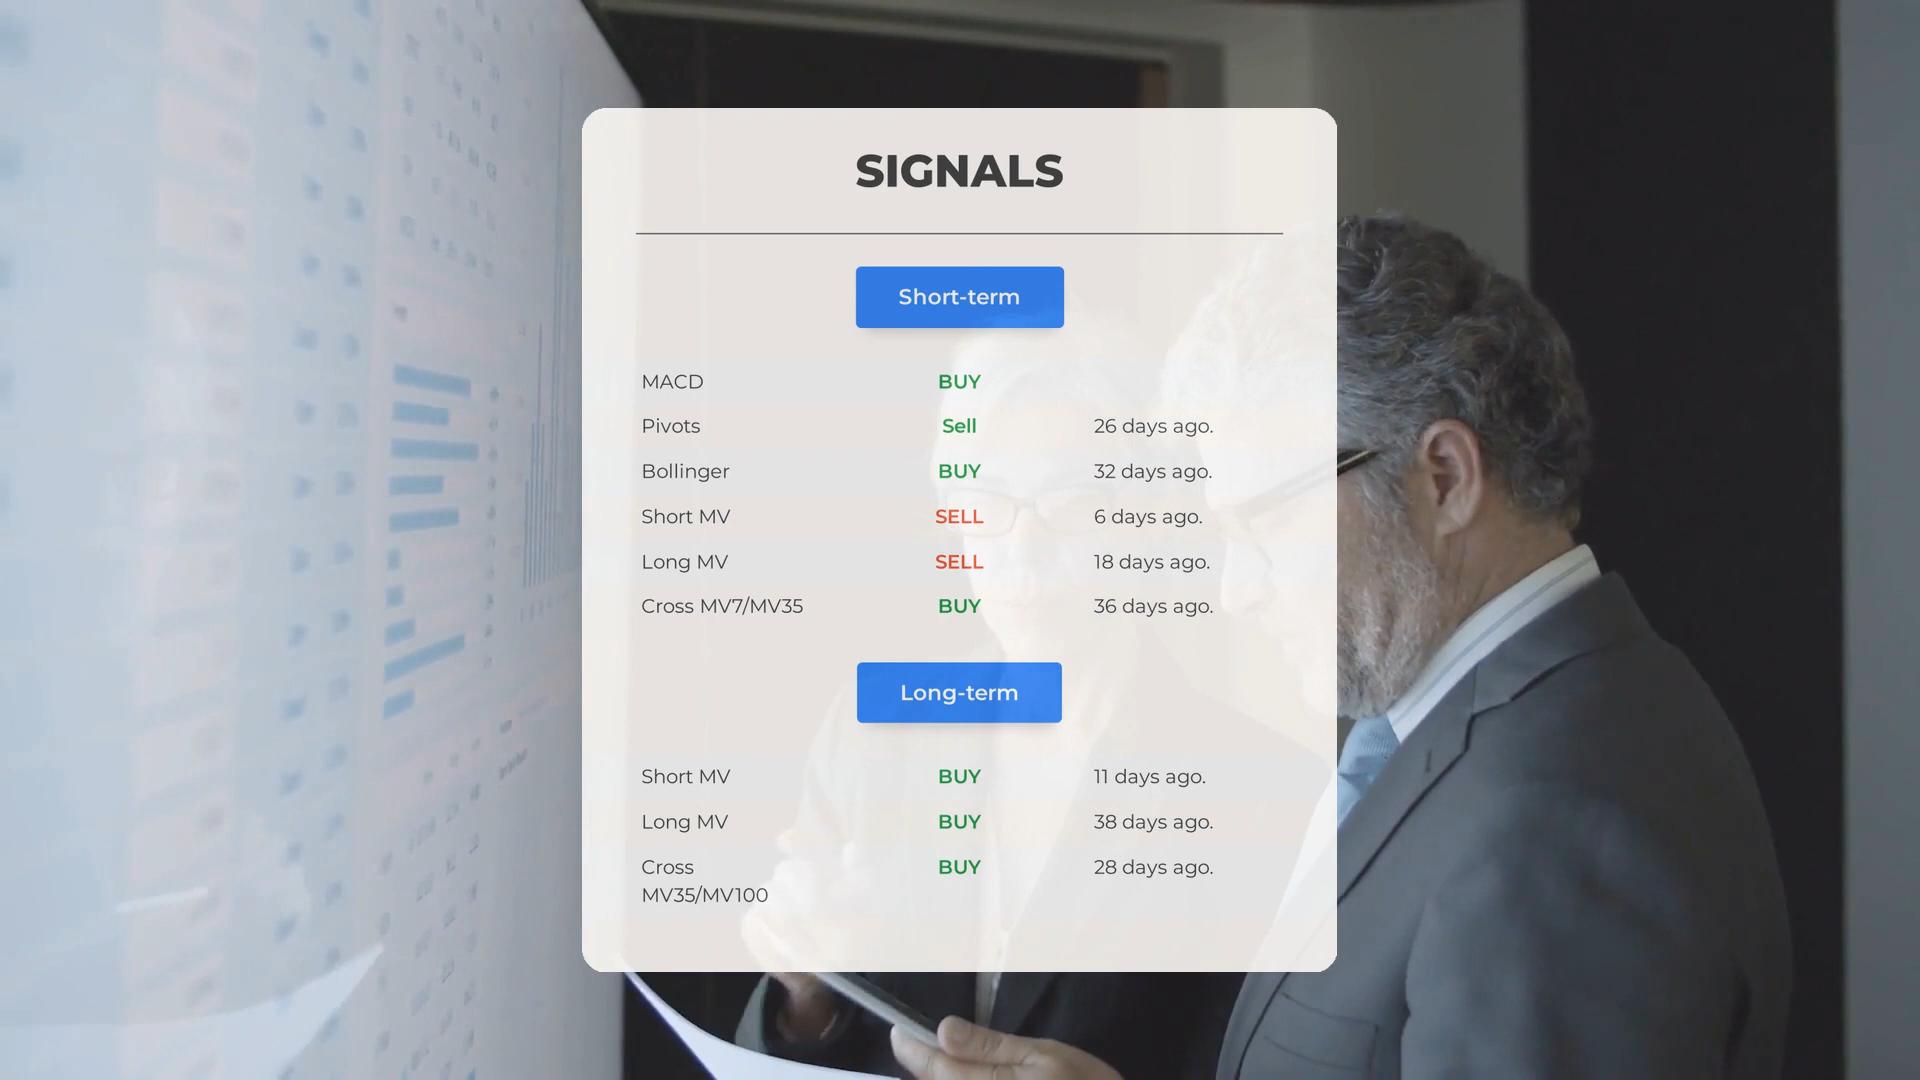 SIGNALS
Short-term
MACD BUY
Pivots Sell 26 days ago.
Bollinger BUY 32 days ago.
Short MV SELL 6 days ago.
Long MV SELL 18 days ago.
Cross MV7/MV35 BUY 36 days ago.
Long-term
Short MV BUY 11 days ago.
Long MV BUY 38 days ago.
Cross BUY 28 days ago.
MV35/MV100